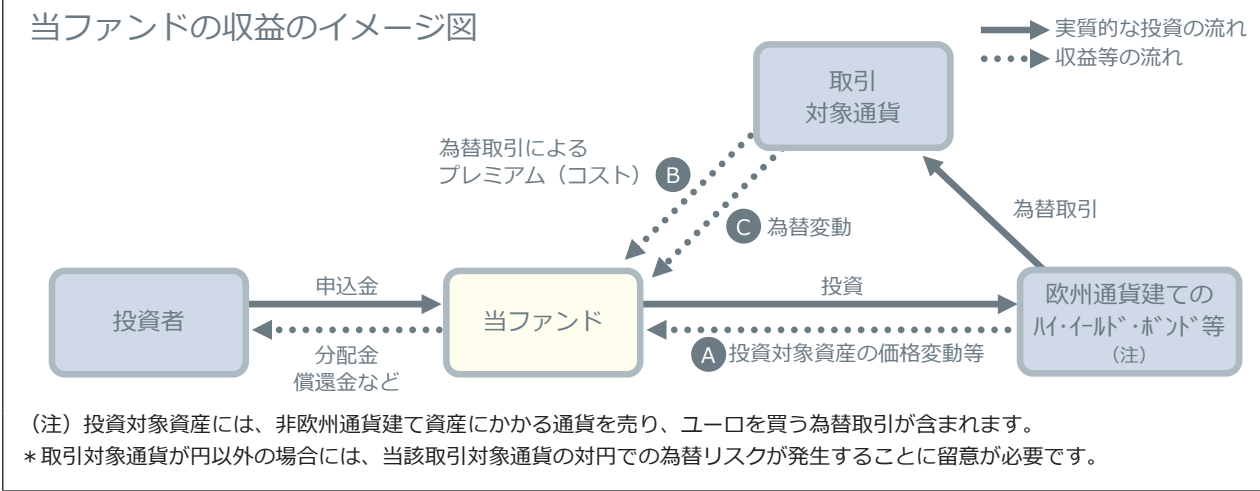 当ファンドの収益のイメージ図
実質的な投資の流れ
収益等の流れ
取引
対象通貨
為替取引による
プレミアム（コスト）
B
C
為替変動
為替取引
投資者
申込金
分配金
償還金など
当ファンド
投資
A
投資対象資産の価格変動等
欧州通貨建ての
ﾊｲ･ｲｰﾙﾄﾞ･ﾎﾞﾝﾄﾞ等
（注）
（注）投資対象資産には、非欧州通貨建て資産にかかる通貨を売り、ユーロを買う為替取引が含まれます。
＊取引対象通貨が円以外の場合には、当該取引対象通貨の対円での為替リスクが発生することに留意が必要です。